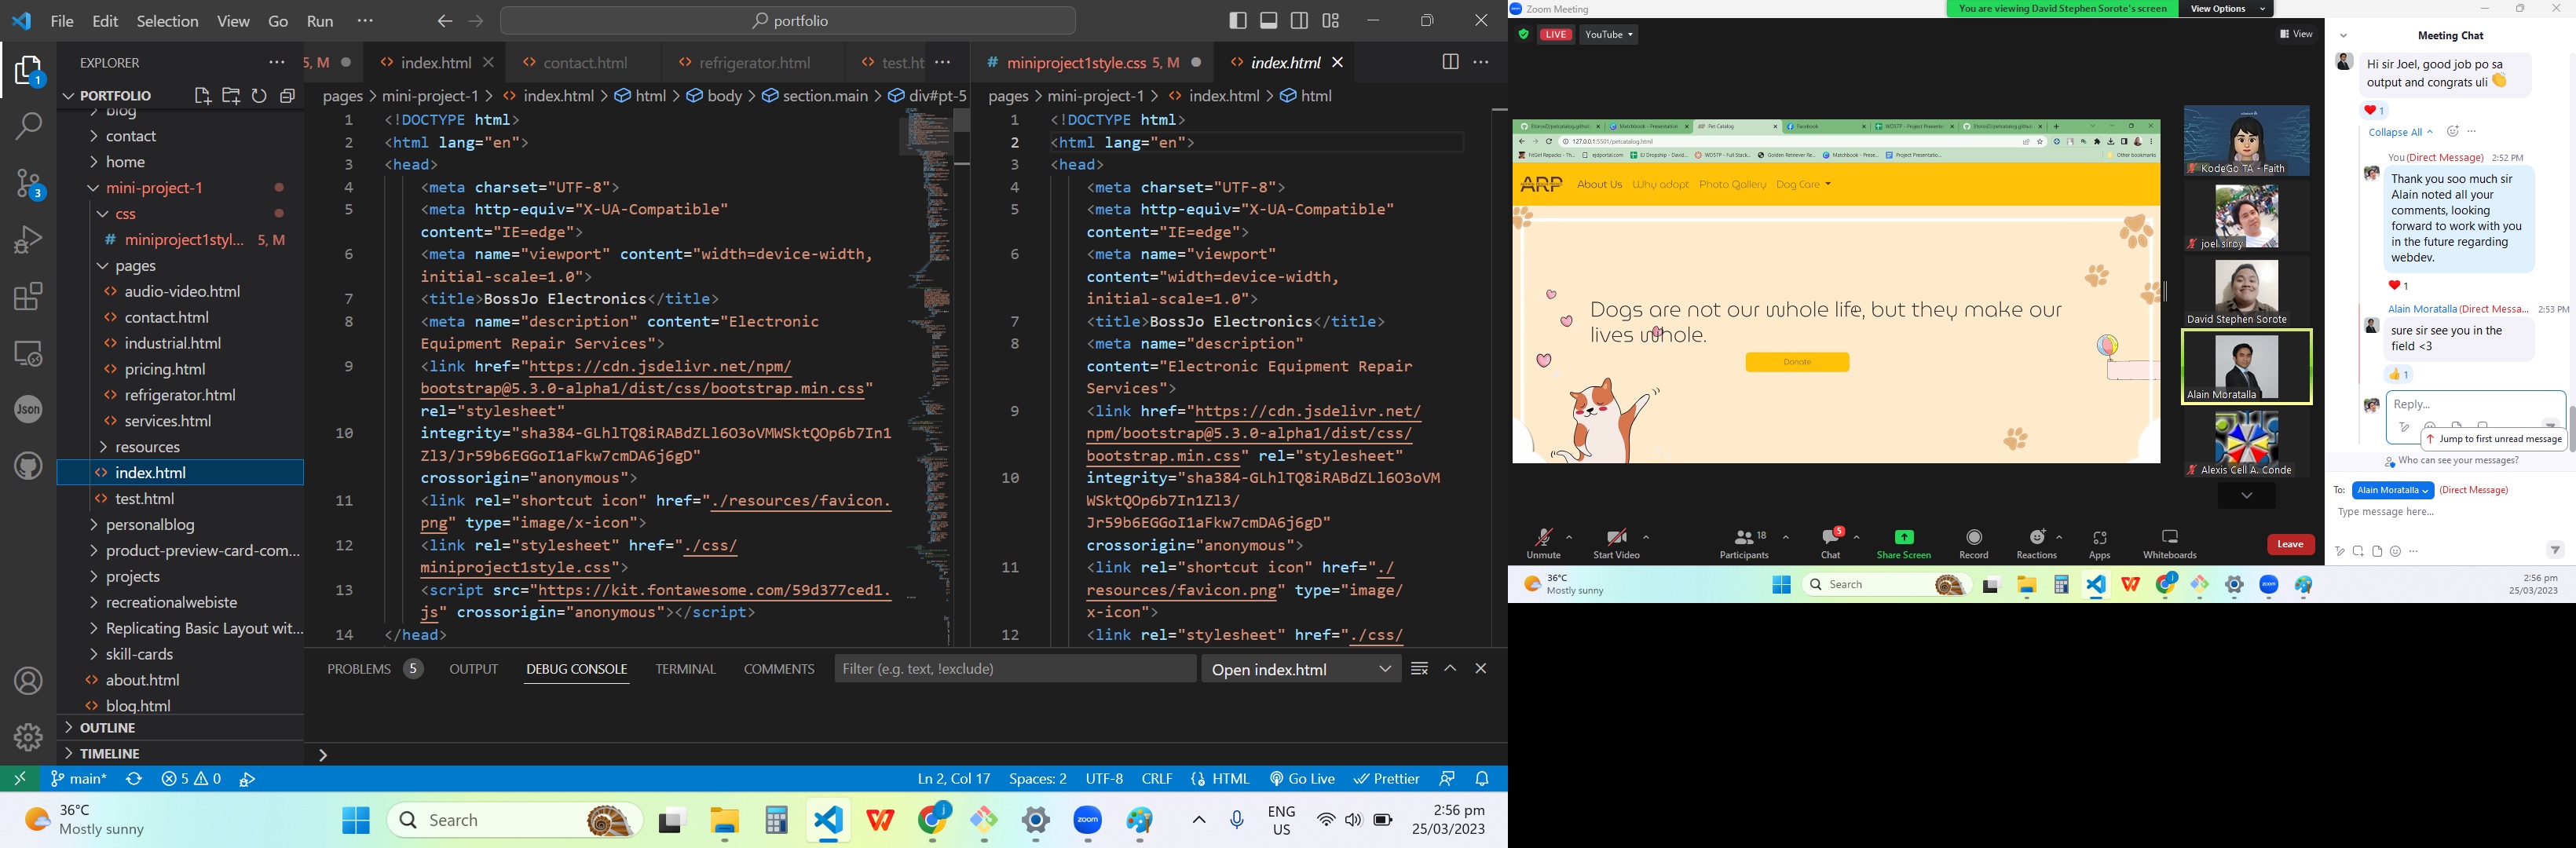 File Edit Selection View Go Run ···
portfolio
EXPLORER
PORTFOLIO
blog
contact
home
mini-project-1
css
# miniproject1styl... 5, M
pages
audio-video.html
contact.html
industrial.html
pricing.html
refrigerator.html
services.html
resources
index.html
test.html
personalblog
product-preview-card-com...
projects
recreationalwebiste
Replicating Basic Layout wit...
skill-cards
about.html
blog.html
OUTLINE
TIMELINE
1
3
Json
5, M
index.html
contact.html
refrigerator.html
test.ht
pages > mini-project-1 > index.html > html > body > section.main > div#pt-5
1 <!DOCTYPE html>
2 <html lang="en">
3 <head>
4 <meta charset="UTF-8">
5 <meta http-equiv="X-UA-Compatible"
content="IE=edge">
6 <meta name="viewport" content="width=device-width,
initial-scale=1.0">
7 <title>BossJo Electronics</title>
8 <meta name="description" content="Electronic
Equipment Repair Services">
9 <link href="https://cdn.jsdelivr.net/npm/
bootstrap@5.3.0-alpha1/dist/css/bootstrap.min.css"
rel="stylesheet"
10 integrity="sha384-GLhlTQ8iRABdZLl6O3oVMWSktQOp6b7In1
Zl3/Jr59b6EGGoI1aFkw7cmDA6j6gD"
crossorigin="anonymous">
11 <link rel="shortcut icon" href="./resources/favicon.
png" type="image/x-icon">
12 <link rel="stylesheet" href="./css/
miniproject1style.css">
13 <script src="https://kit.fontawesome.com/59d377ced1.
js" crossorigin="anonymous"></script>
14 </head>
# miniproject1style.css 5, M
index.html
pages > mini-project-1 > index.html > html
1 <!DOCTYPE html>
2 <html lang="en">
3 <head>
4 <meta charset="UTF-8">
5 <meta http-equiv="X-UA-Compatible"
content="IE=edge">
6 <meta name="viewport"
content="width=device-width,
initial-scale=1.0">
7 <title>BossJo Electronics</title>
8 <meta name="description"
content="Electronic Equipment Repair
Services">
9 <link href="https://cdn.jsdelivr.net/
npm/bootstrap@5.3.0-alpha1/dist/css/
bootstrap.min.css" rel="stylesheet"
10 integrity="sha384-GLhlTQ8iRABdZLl6O3oVM
WSktQOp6b7In1Zl3/
Jr59b6EGGoI1aFkw7cmDA6j6gD"
crossorigin="anonymous">
11 <link rel="shortcut icon" href="./
resources/favicon.png" type="image/
x-icon">
12 <link rel="stylesheet" href="./css/
PROBLEMS 5 OUTPUT DEBUG CONSOLE TERMINAL COMMENTS
Filter (e.g. text, !exclude)
Open index.html
main* 5 0
Ln 2, Col 17 Spaces: 2 UTF-8 CRLF HTML Go Live Prettier
36°C
Mostly sunny
Search
zoom
ENG
US
2:56 pm
25/03/2023
Zoom Meeting
You are viewing David Stephen Sorote's screen
View Options
LIVE YouTube
View
127.0.0.1:5501/petcatalog.html
Pet Catalog
Facebook
Other bookmarks
ARP About Us Why adopt Photo Gallery Dog Care
Dogs are not our whole life, but they make our
lives whole.
Donate
KodeGo TA - Faith
joel siroy
David Stephen Sorote
Alain Moratalla
Alexis Cell A. Conde
Unmute Start Video Participants 18 Chat 5 Share Screen Record Reactions Apps Whiteboards Leave
Meeting Chat
Hi sir Joel, good job po sa
output and congrats uli
1
Collapse All
You (Direct Message) 2:52 PM
Thank you soo much sir
Alain noted all your
comments, looking
forward to work with you
in the future regarding
webdev.
1
Alain Moratalla (Direct Messa... 2:53 PM
sure sir see you in the
field <3
1
Reply...
Jump to first unread message
Who can see your messages?
To: Alain Moratalla (Direct Message)
Type message here...
36°C
Mostly sunny
Search
2:56 pm
25/03/2023